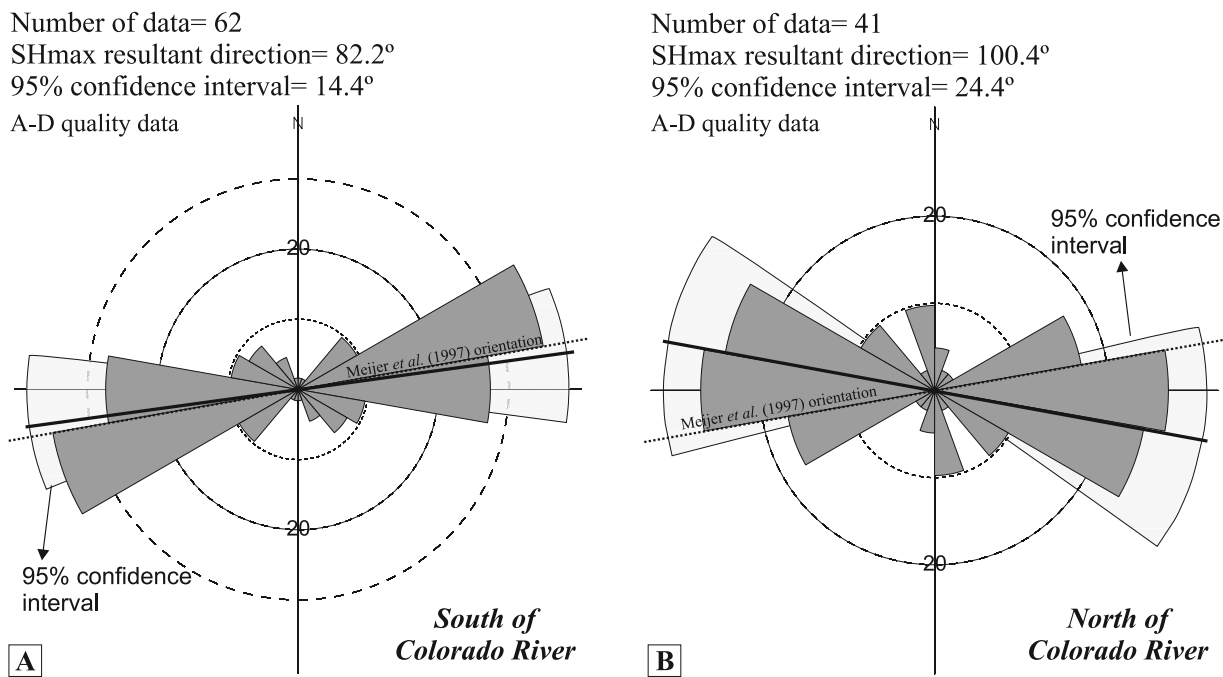 Number of data= 62
SHmax resultant direction= 82.2º
95% confidence interval= 14.4º
A-D quality data
N
20
Meijer et al. (1997) orientation
20
95% confidence
interval
South of
Colorado River
A
Number of data= 41
SHmax resultant direction= 100.4º
95% confidence interval= 24.4º
A-D quality data
N
20
95% confidence
interval
Meijer et al. (1997) orientation
20
North of
Colorado River
B